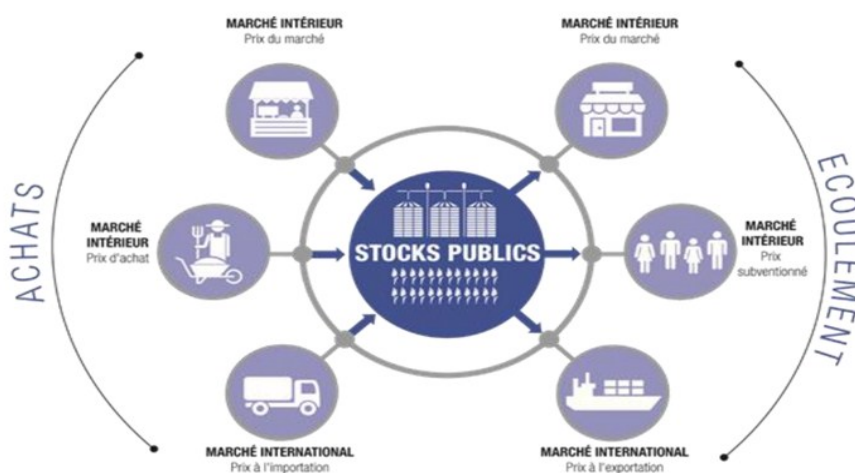 MARCHÉ INTÉRIEUR
Prix du marché
MARCHÉ INTÉRIEUR
Prix du marché
ACHATS
MARCHÉ
INTÉRIEUR
Prix d'achat
STOCKS PUBLICS
MARCHÉ
INTÉRIEUR
Prix
subventionné
ECOULEMENT
MARCHÉ INTERNATIONAL
Prix à l'importation
MARCHÉ INTERNATIONAL
Prix à l'exportation